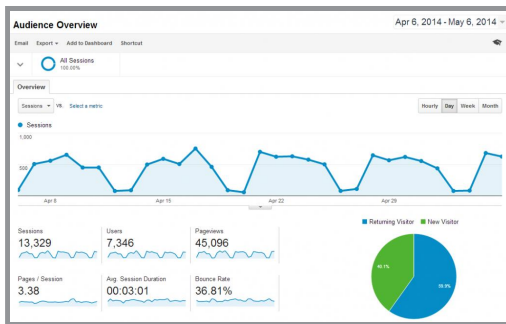 Audience Overview
Apr 6, 2014 - May 6, 2014
Email Export Add to Dashboard Shortcut
All Sessions
100.00%
Overview
Sessions VS. Select a metric
Hourly Day Week Month
Sessions
1,000
500
Apr 8 Apr 15 Apr 22 Apr 29
Returning Visitor New Visitor
Sessions Users Pageviews
13,329 7,346 45,096
Pages / Session Avg. Session Duration Bounce Rate
3.38 00:03:01 36.81%